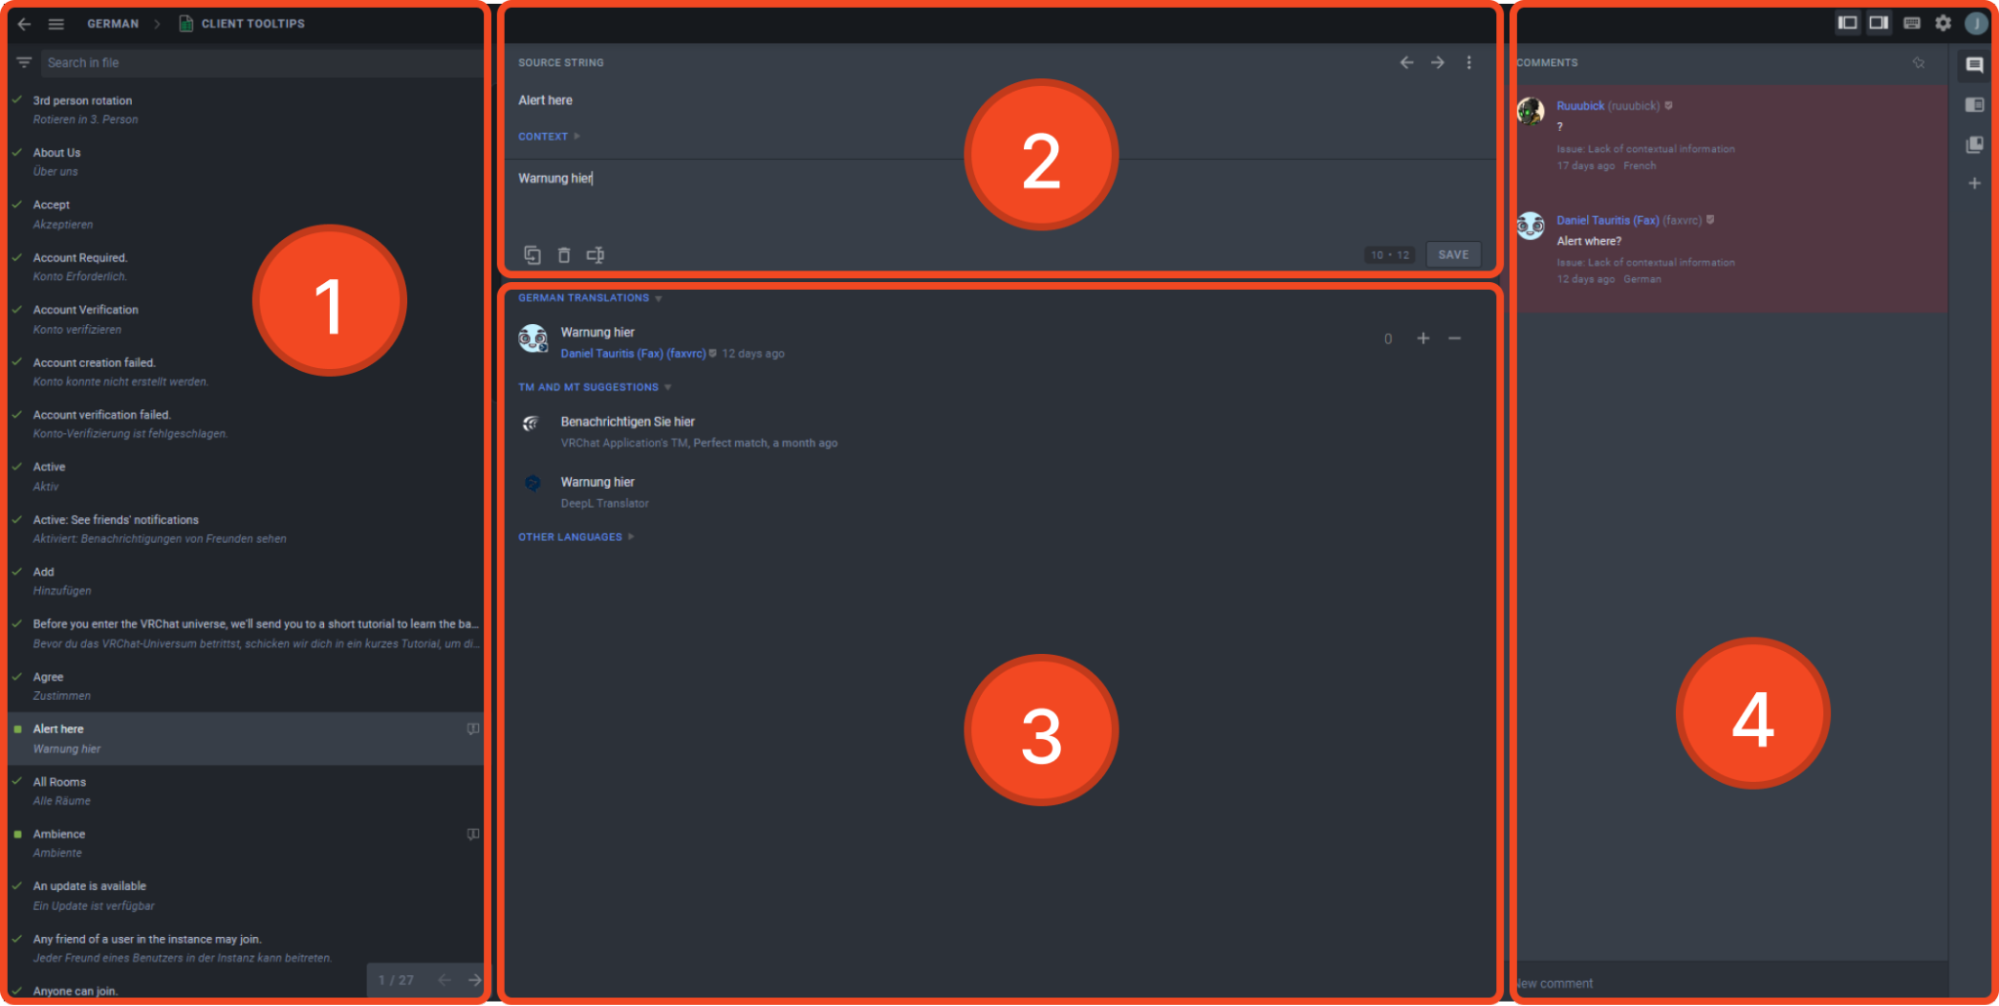 GERMAN
CLIENT TOOLTIPS
Search in file
3rd person rotation
Rotieren in 3. Person
About Us
Über uns
Accept
Akzeptieren
Account Required.
Konto Erforderlich.
Account Verification
Konto verifizieren
Account creation failed.
Konto konnte nicht erstellt werden.
Account verification failed.
Konto-Verifizierung ist fehlgeschlagen.
Active
Aktiv
Active: See friends' notifications
Aktiviert: Benachrichtigungen von Freunden sehen
Add
Hinzufügen
Before you enter the VRChat universe, we'll send you to a short tutorial to learn the ba...
Bevor du das VRChat-Universum betrittst, schicken wir dich in ein kurzes Tutorial, um di...
Agree
Zustimmen
Alert here
Warnung hier
All Rooms
Alle Räume
Ambience
Ambiente
An update is available
Ein Update ist verfügbar
Any friend of a user in the instance may join.
Jeder Freund eines Benutzers in der Instanz kann beitreten.
Anyone can join.
1 / 27
1
SOURCE STRING
Alert here
CONTEXT
Warnung hier
10 • 12
SAVE
2
GERMAN TRANSLATIONS
Warnung hier
Daniel Tauritis (Fax) (faxvrc) 12 days ago
0
TM AND MT SUGGESTIONS
Benachrichtigen Sie hier
VRChat Application's TM, Perfect match, a month ago
Warnung hier
DeepL Translator
OTHER LANGUAGES
3
J
COMMENTS
Ruuubick (ruuubick)
?
Issue: Lack of contextual information
17 days ago French
Daniel Tauritis (Fax) (faxvrc)
Alert where?
Issue: Lack of contextual information
12 days ago German
4
New comment